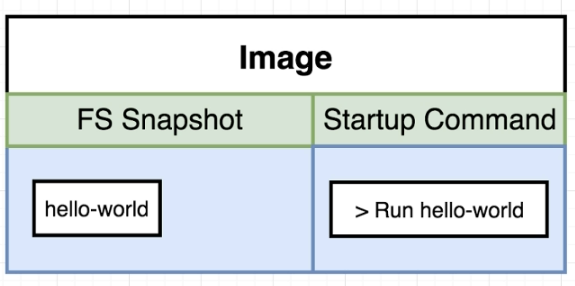 Image
FS Snapshot
Startup Command
hello-world
> Run hello-world